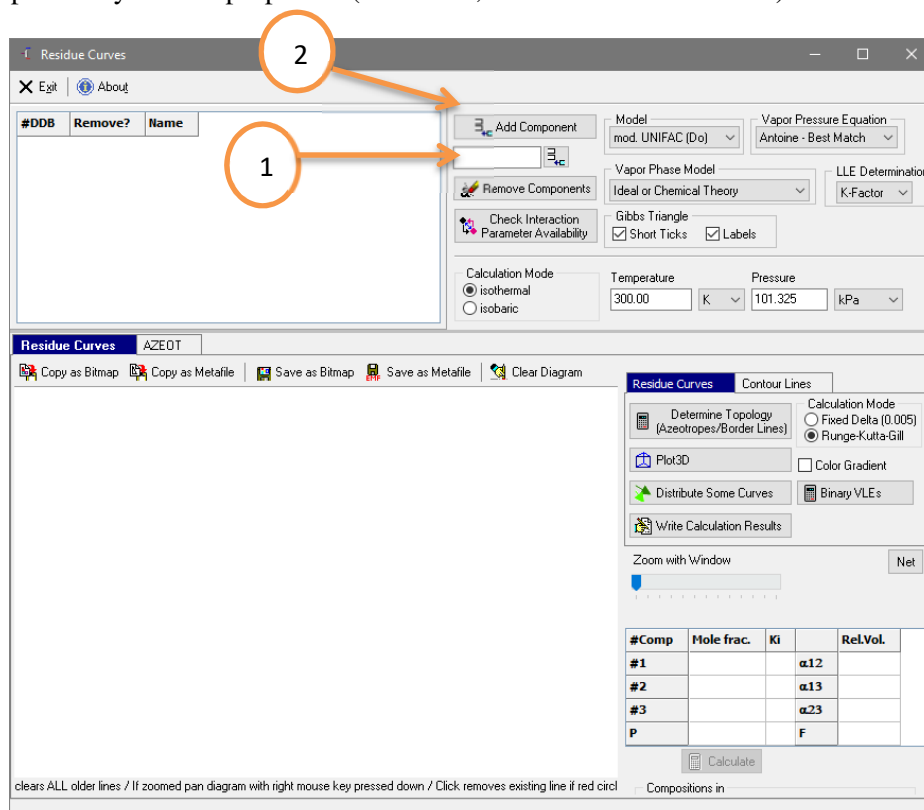 Residue Curves
2
Exit About
#DDB Remove? Name
1
Add Component
Remove Components
Check Interaction
Parameter Availability
Model
mod. UNIFAC (Do)
Vapor Pressure Equation
Antoine - Best Match
Vapor Phase Model
Ideal or Chemical Theory
LLE Determination
K-Factor
Gibbs Triangle
Short Ticks Labels
Calculation Mode
isothermal
isobaric
Temperature Pressure
300.00 K 101.325 kPa
Residue Curves AZEOT
Copy as Bitmap Copy as Metafile Save as Bitmap Save as Metafile Clear Diagram
Residue Curves Contour Lines
Determine Topology
(Azeotropes/Border Lines)
Calculation Mode
Fixed Delta (0.005)
Runge-Kutta-Gill
Plot3D
Color Gradient
Distribute Some Curves
Binary VLEs
Write Calculation Results
Zoom with Window
Net
#Comp Mole frac. Ki Rel.Vol.
#1 α12
#2 α13
#3 α23
P F
Calculate
clears ALL older lines / If zoomed pan diagram with right mouse key pressed down / Click removes existing line if red circl
Compositions in